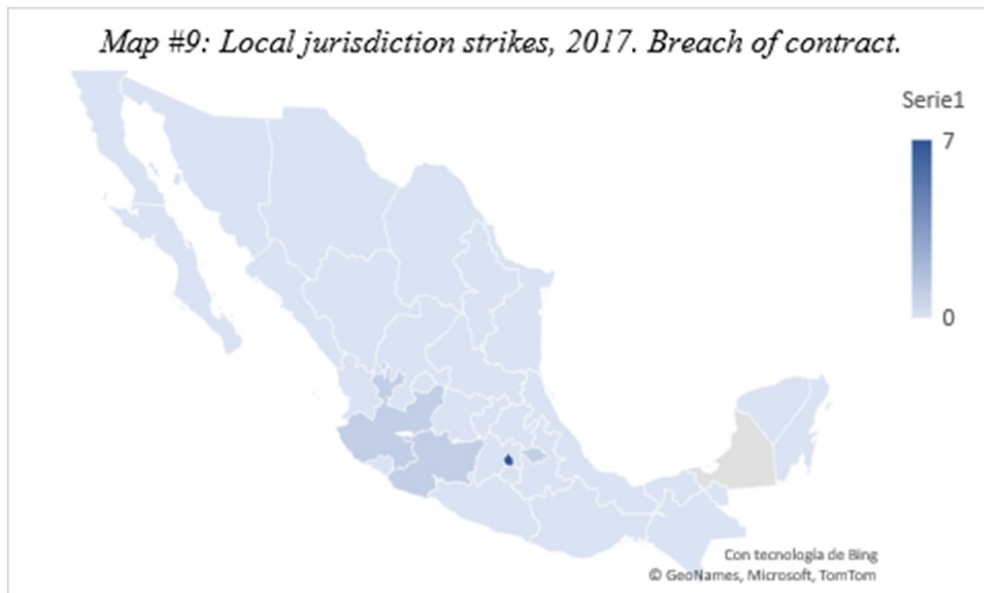 Map #9: Local jurisdiction strikes, 2017. Breach of contract.
Serie1
7
0
Con tecnología de Bing
© GeoNames, Microsoft, TomTom